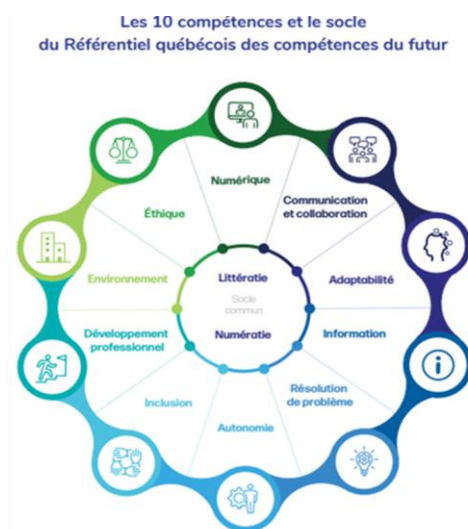 Les 10 compétences et le socle
du Référentiel québécois des compétences du futur
Numérique
Communication
et collaboration
Éthique
Environnement
Littératie
Adaptabilité
Socle
commun
Développement
professionnel
Numératie
Information
Inclusion
Résolution
de problème
Autonomie